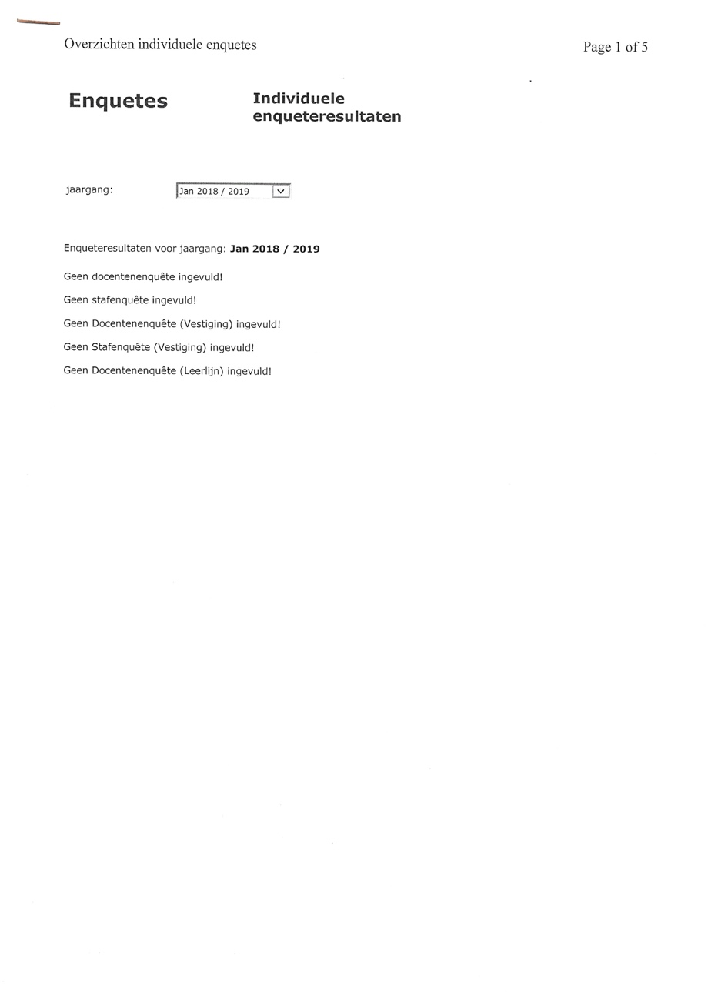 Overzichten individuele enquetes
Page 1 of 5
Enquetes
Individuele
enqueteresultaten
jaargang:
Jan 2018 / 2019
Enqueteresultaten voor jaargang: Jan 2018 / 2019
Geen docentenenquête ingevuld!
Geen stafenquête ingevuld!
Geen Docentenenquête (Vestiging) ingevuld!
Geen Stafenquête (Vestiging) ingevuld!
Geen Docentenenquête (Leerlijn) ingevuld!